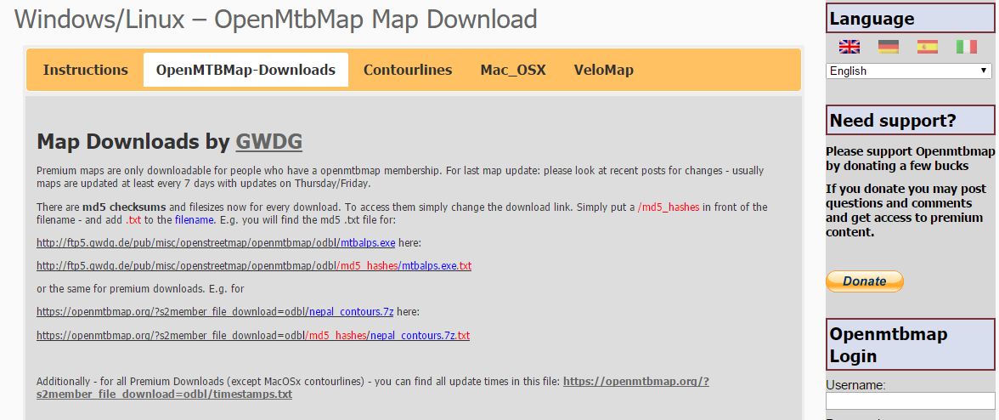 Windows/Linux – OpenMtbMap Map Download
Instructions
OpenMTBMap-Downloads
Contourlines
Mac_OSX
VeloMap
Map Downloads by GWDG
Premium maps are only downloadable for people who have a openmtbmap membership. For last map update: please look at recent posts for changes - usually
maps are updated at least every 7 days with updates on Thursday/Friday.
There are md5 checksums and filesizes now for every download. To access them simply change the download link. Simply put a /md5_hashes in front of the
filename - and add .txt to the filename. E.g. you will find the md5 .txt file for:
http://ftp5.gwdg.de/pub/misc/openstreetmap/openmtbmap/odbl/mtbalps.exe here:
http://ftp5.gwdg.de/pub/misc/openstreetmap/openmtbmap/odbl/md5_hashes/mtbalps.exe.txt
or the same for premium downloads. E.g. for
https://openmtbmap.org/?s2member_file_download=odbl/nepal_contours.7z here:
https://openmtbmap.org/?s2member_file_download=odbl/md5_hashes/nepal_contours.7z.txt
Additionally - for all Premium Downloads (except MacOSx contourlines) - you can find all update times in this file: https://openmtbmap.org/?
s2member_file_download=odbl/timestamps.txt
Language
English
Need support?
Please support Openmtbmap
by donating a few bucks
If you donate you may post
questions and comments
and get access to premium
content.
Donate
Openmtbmap
Login
Username: